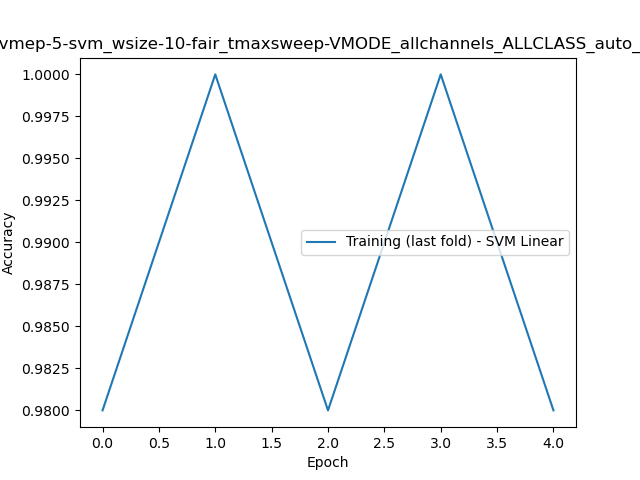 vmep-5-svm_wsize-10-fair_tmaxsweep-VMODE_allchannels_ALLCLASS_auto_
1.0000
0.9975
0.9950
0.9925
0.9900
0.9875
0.9850
0.9825
0.9800
Accuracy
Training (last fold) - SVM Linear
0.0 0.5 1.0 1.5 2.0 2.5 3.0 3.5 4.0
Epoch